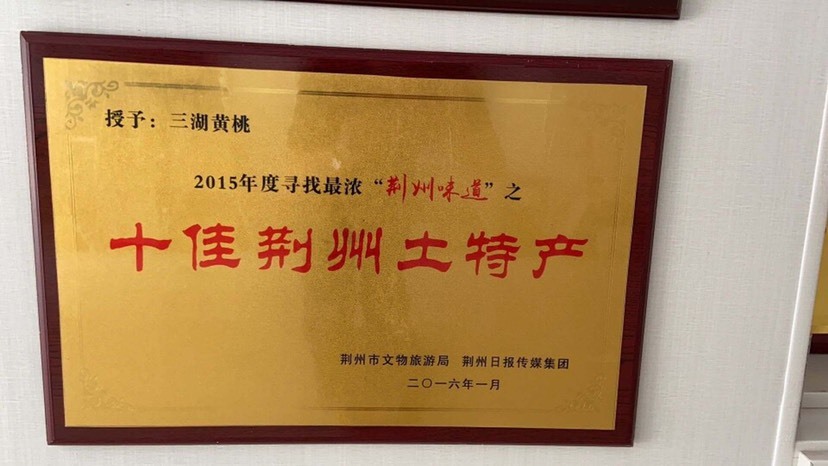 授予：三湖黄桃
2015年度寻找最浓“荆州味道”之
十佳荆州土特产
荆州市文物旅游局 荆州日报传媒集团
二〇一六年一月